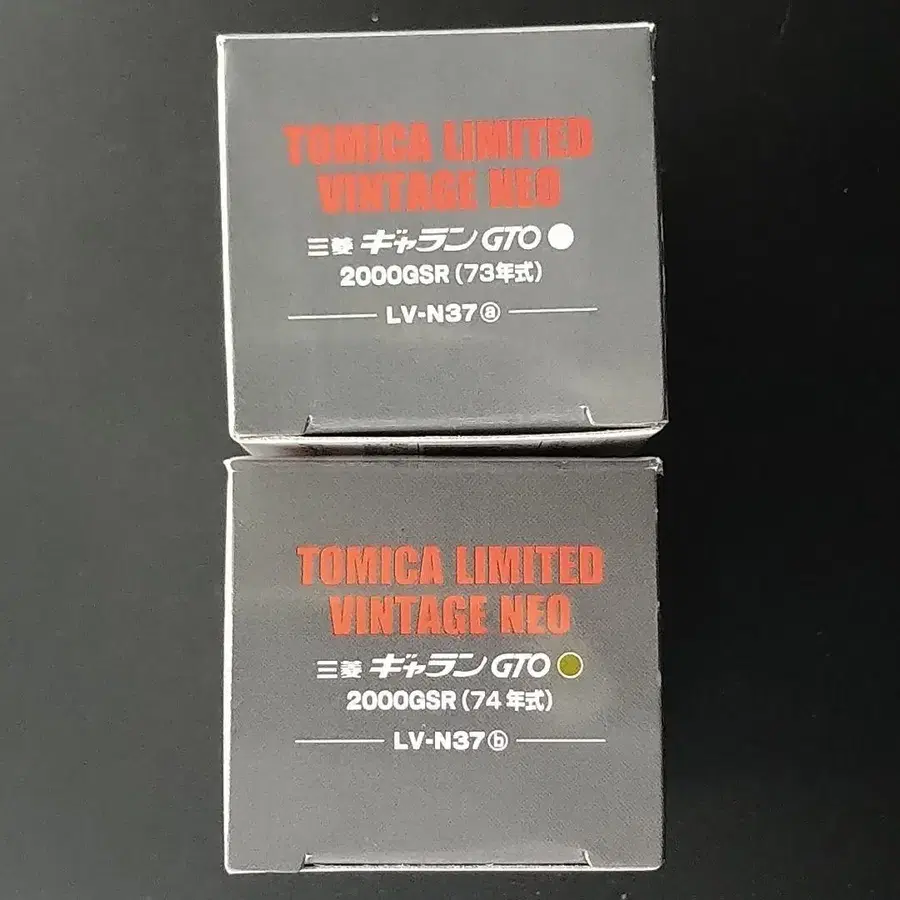 TOMICA LIMITED
VINTAGE NEO
三菱 ギャラン GTO
2000GSR(73年式)
LV-N37ⓐ
TOMICA LIMITED
VINTAGE NEO
三菱 ギャラン GTO
2000GSR(74年式)
LV-N37ⓑ